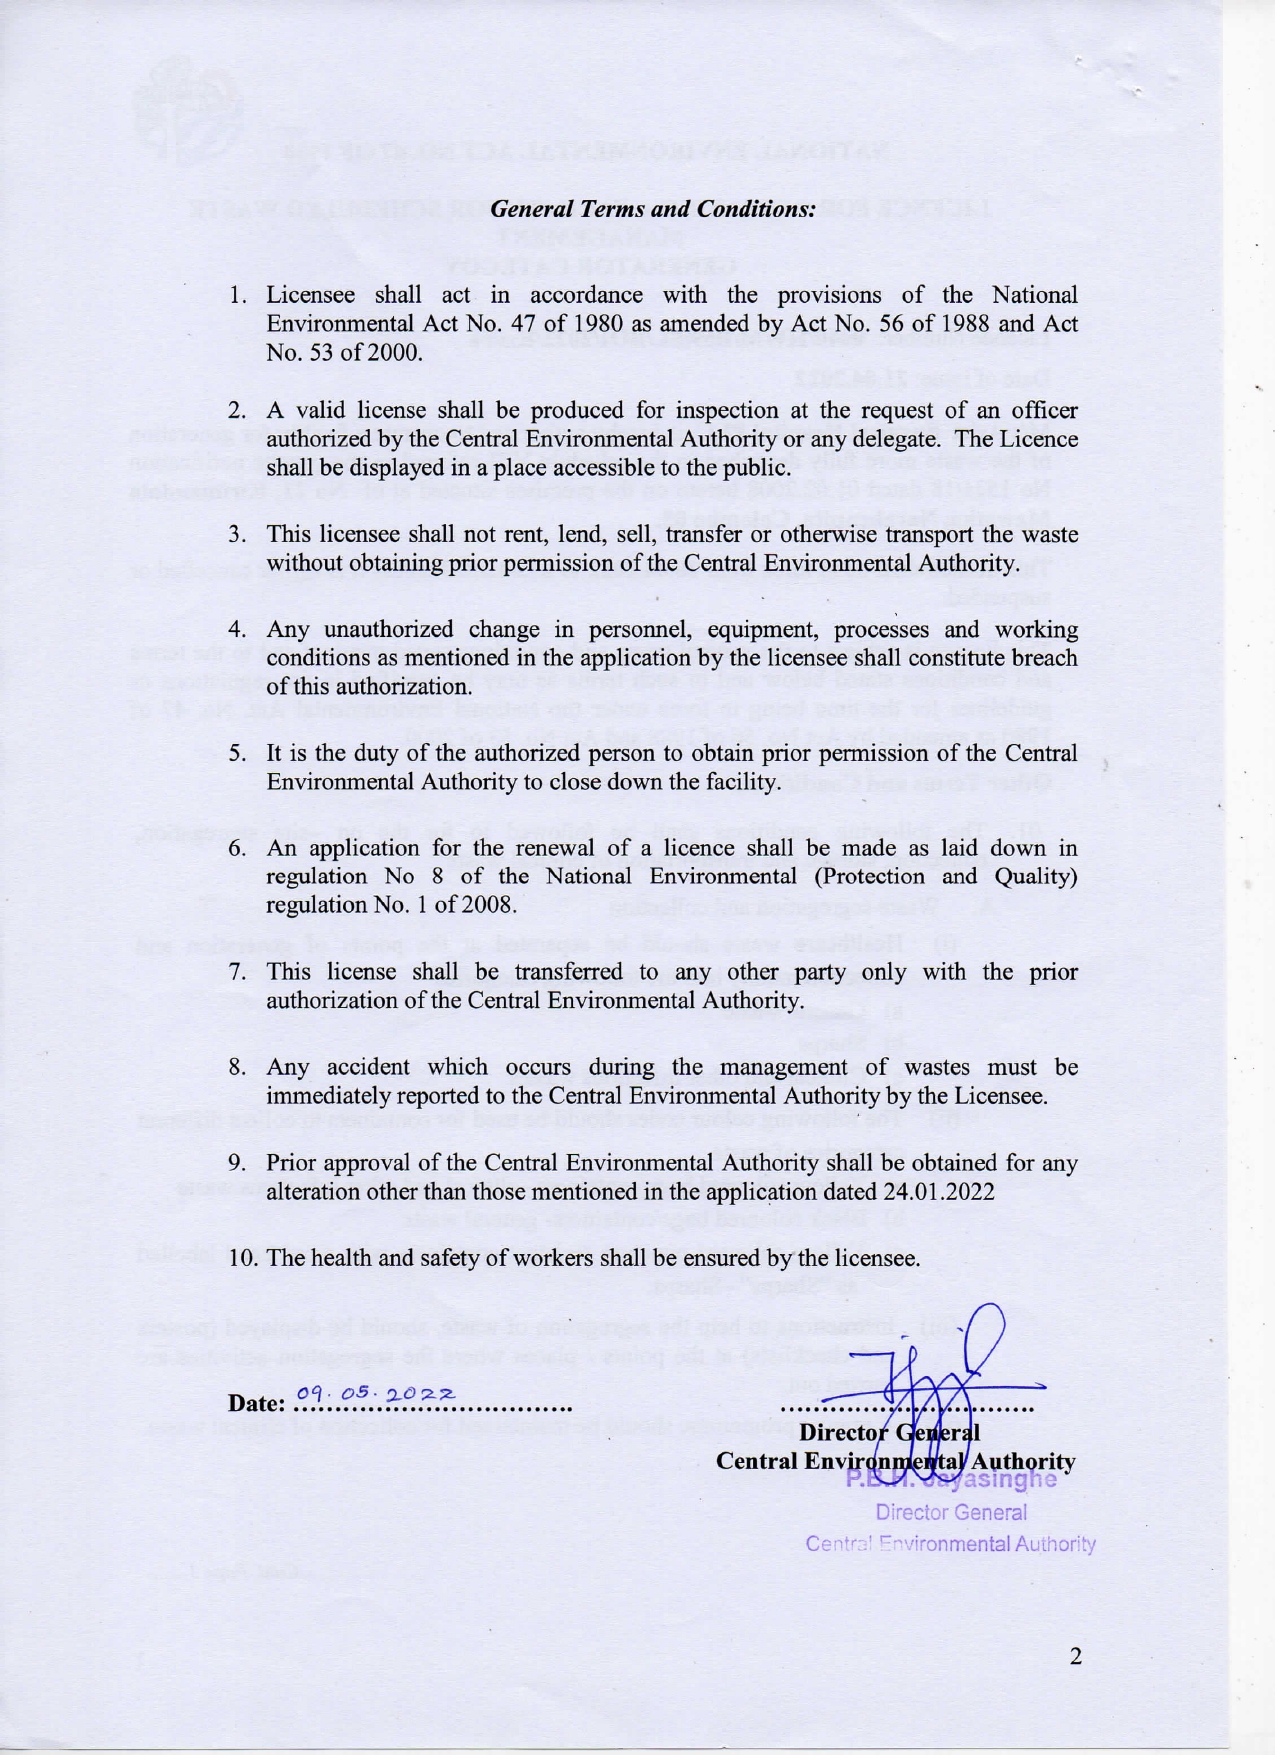 General Terms and Conditions:
1. Licensee shall act in accordance with the provisions of the National
Environmental Act No. 47 of 1980 as amended by Act No. 56 of 1988 and Act
No. 53 of 2000.
2. A valid license shall be produced for inspection at the request of an officer
authorized by the Central Environmental Authority or any delegate. The Licence
shall be displayed in a place accessible to the public.
3. This licensee shall not rent, lend, sell, transfer or otherwise transport the waste
without obtaining prior permission of the Central Environmental Authority.
4. Any unauthorized change in personnel, equipment, processes and working
conditions as mentioned in the application by the licensee shall constitute breach
of this authorization.
5. It is the duty of the authorized person to obtain prior permission of the Central
Environmental Authority to close down the facility.
6. An application for the renewal of a licence shall be made as laid down in
regulation No 8 of the National Environmental (Protection and Quality)
regulation No. 1 of 2008.
7. This license shall be transferred to any other party only with the prior
authorization of the Central Environmental Authority.
8. Any accident which occurs during the management of wastes must be
immediately reported to the Central Environmental Authority by the Licensee.
9. Prior approval of the Central Environmental Authority shall be obtained for any
alteration other than those mentioned in the application dated 24.01.2022
10. The health and safety of workers shall be ensured by the licensee.
Date: 09.05.2022
Director General
Central Environmental Authority
P.B.H. Jayasinghe
Director General
Central Environmental Authority
2